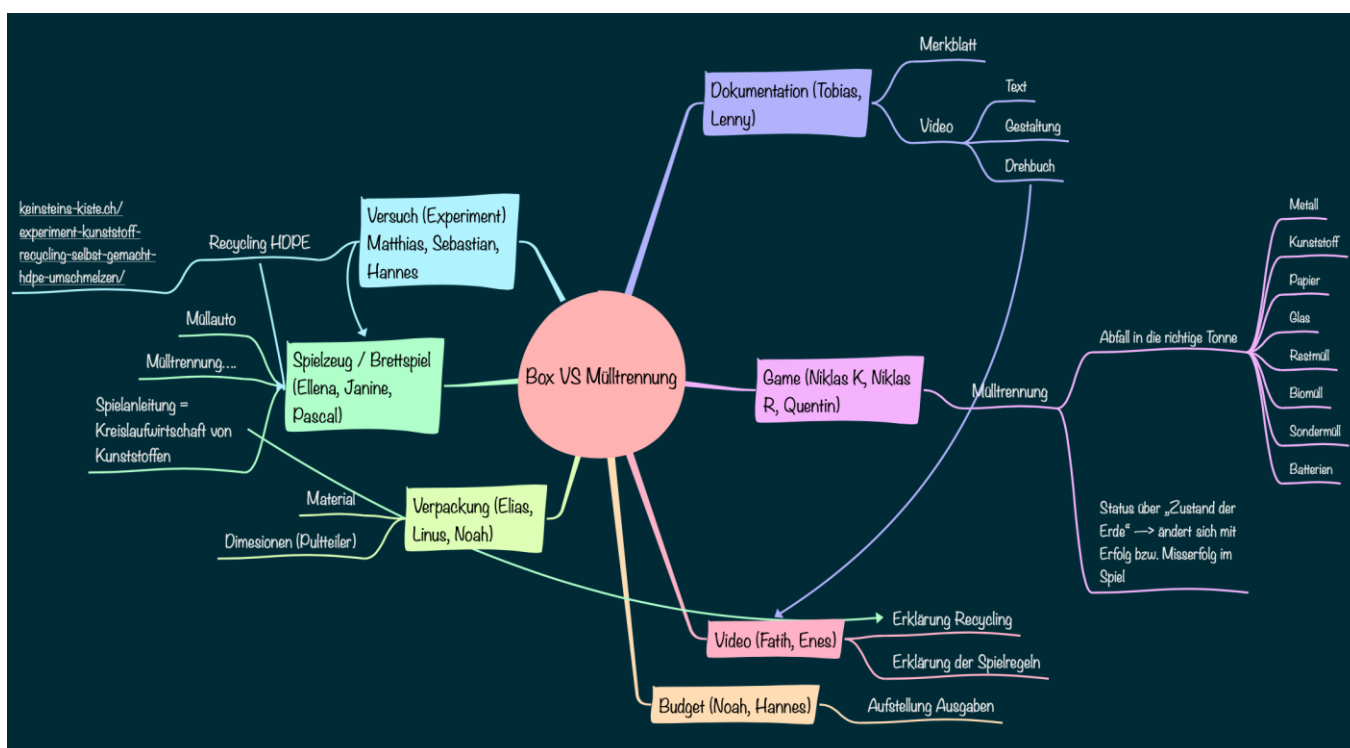 Box VS Mülltrennung
Dokumentation (Tobias,
Lenny)
Merkblatt
Video
Text
Gestaltung
Drehbuch
Game (Niklas K, Niklas
R, Quentin)
Mülltrennung
Abfall in die richtige Tonne
Metall
Kunststoff
Papier
Glas
Restmüll
Biomüll
Sondermüll
Batterien
Status über „Zustand der
Erde“ —> ändert sich mit
Erfolg bzw. Misserfolg im
Spiel
Video (Fatih, Enes)
Erklärung Recycling
Erklärung der Spielregeln
Budget (Noah, Hannes)
Aufstellung Ausgaben
Verpackung (Elias,
Linus, Noah)
Material
Dimesionen (Pultteiler)
Spielzeug / Brettspiel
(Ellena, Janine,
Pascal)
Müllauto
Mülltrennung....
Spielanleitung =
Kreislaufwirtschaft von
Kunststoffen
Versuch (Experiment)
Matthias, Sebastian,
Hannes
Recycling HDPE
keinsteins-kiste.ch/
experiment-kunststoff-
recycling-selbst-gemacht-
hdpe-umschmelzen/